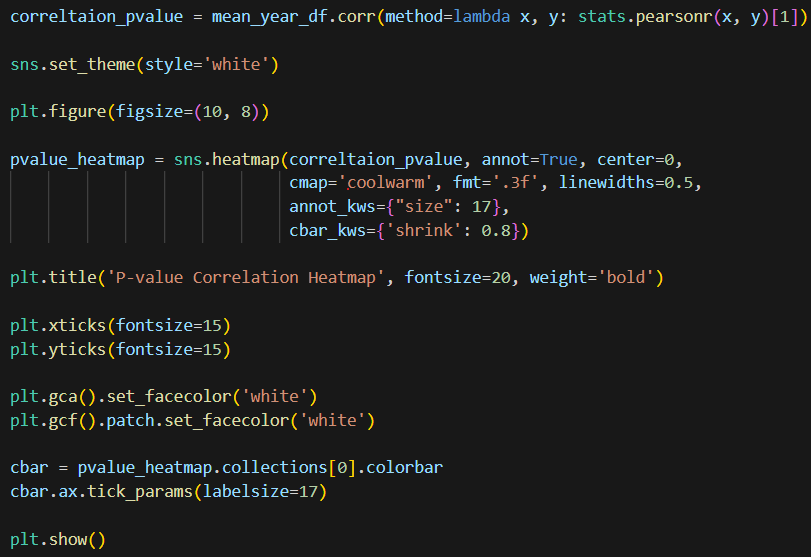 correltaion_pvalue = mean_year_df.corr(method=lambda x, y: stats.pearsonr(x, y)[1])
sns.set_theme(style='white')
plt.figure(figsize=(10, 8))
pvalue_heatmap = sns.heatmap(correltaion_pvalue, annot=True, center=0,
cmap='coolwarm', fmt='.3f', linewidths=0.5,
annot_kws={"size": 17},
cbar_kws={'shrink': 0.8})
plt.title('P-value Correlation Heatmap', fontsize=20, weight='bold')
plt.xticks(fontsize=15)
plt.yticks(fontsize=15)
plt.gca().set_facecolor('white')
plt.gcf().patch.set_facecolor('white')
cbar = pvalue_heatmap.collections[0].colorbar
cbar.ax.tick_params(labelsize=17)
plt.show()